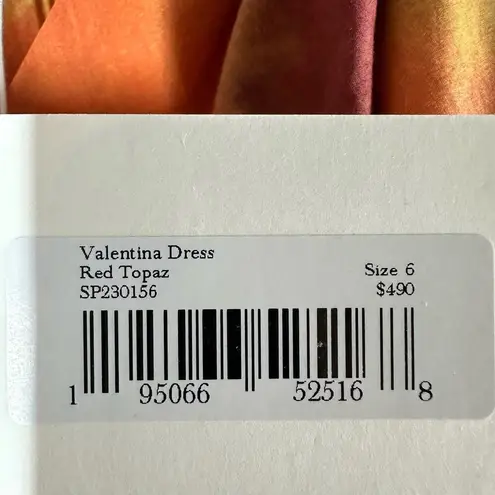 Valentina Dress
Red Topaz Size 6
SP230156 $490
1 95066 52516 8